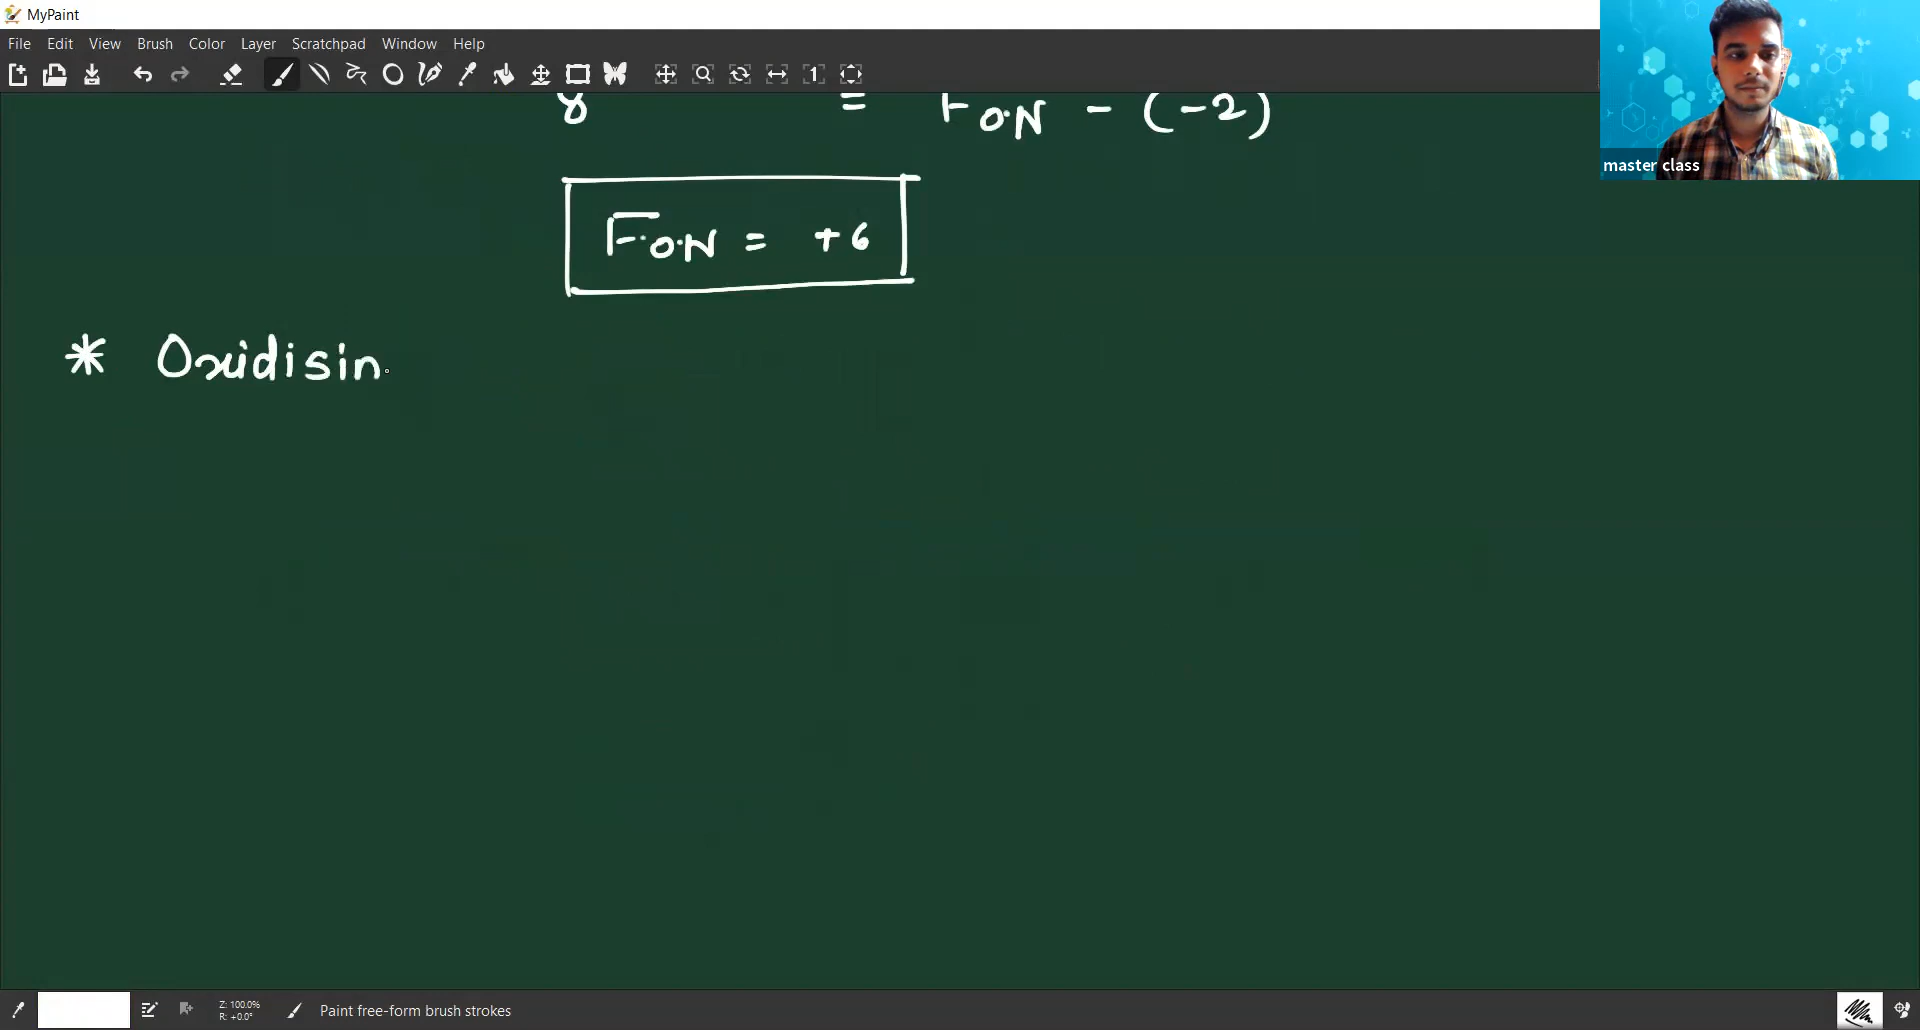 MyPaint
File Edit View Brush Color Layer Scratchpad Window Help
master class
8 = F O.N - (-2)
F.O.N = +6
* Oxidisin
Z: 100.0%
R: +0.0°
Paint free-form brush strokes